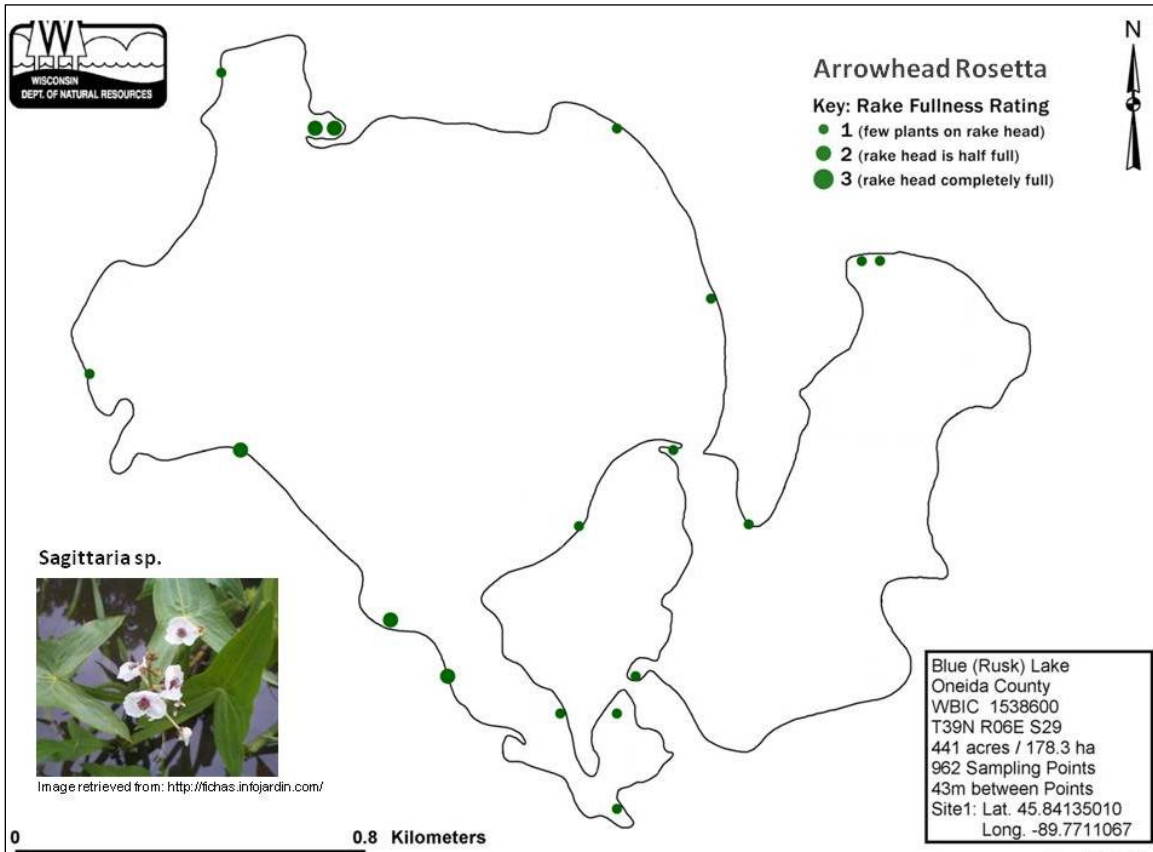 W
WISCONSIN
DEPT. OF NATURAL RESOURCES
N
Arrowhead Rosetta
Key: Rake Fullness Rating
1 (few plants on rake head)
2 (rake head is half full)
3 (rake head completely full)
Sagittaria sp.
Image retrieved from: http://fichas.infojardin.com/
0 0.8 Kilometers
Blue (Rusk) Lake
Oneida County
WBIC 1538600
T39N R06E S29
441 acres / 178.3 ha
962 Sampling Points
43m between Points
Site1: Lat. 45.84135010
Long. -89.7711067